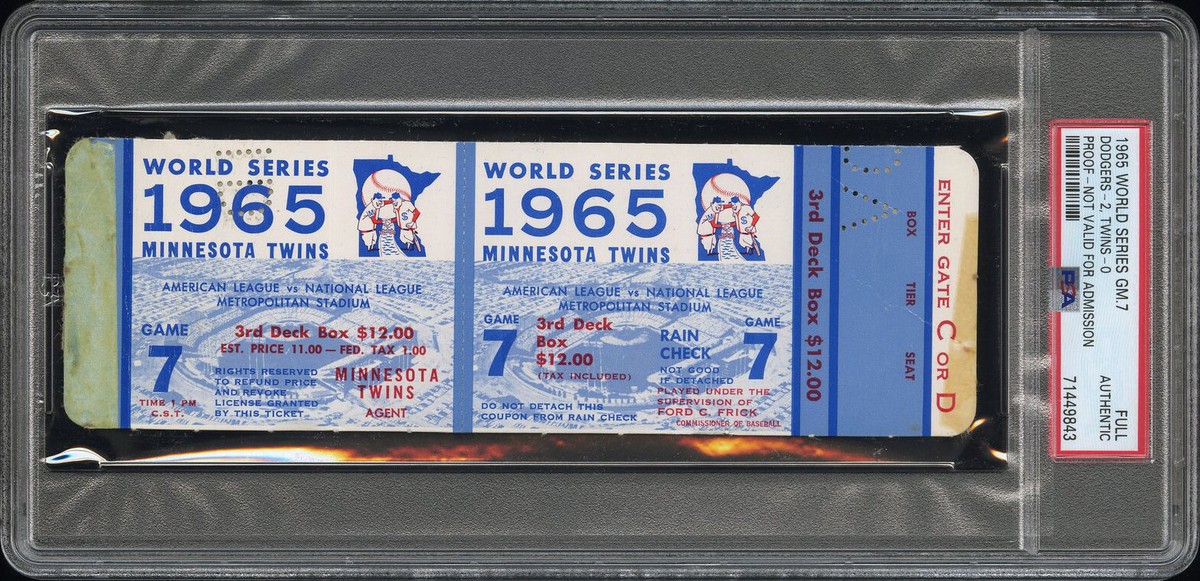 WORLD SERIES
1965
MINNESOTA TWINS
AMERICAN LEAGUE vs NATIONAL LEAGUE
METROPOLITAN STADIUM
GAME
7
3rd Deck Box $12.00
EST. PRICE 11.00—FED. TAX 1.00
RIGHTS RESERVED
TO REFUND PRICE
AND REVOKE
LICENSE GRANTED
BY THIS TICKET
TIME 1 PM
C.S.T.
MINNESOTA
TWINS
AGENT
WORLD SERIES
1965
MINNESOTA TWINS
AMERICAN LEAGUE vs NATIONAL LEAGUE
METROPOLITAN STADIUM
GAME
7
3rd Deck
Box
$12.00
(TAX INCLUDED)
DO NOT DETACH THIS
COUPON FROM RAIN CHECK
RAIN
CHECK
NOT GOOD
IF DETACHED
GAME
7
PLAYED UNDER THE
SUPERVISION OF
FORD C. FRICK
COMMISSIONER OF BASEBALL
3rd Deck Box $12.00
BOX TIER SEAT
ENTER GATE C OR D
1965 WORLD SERIES GM.7
DODGERS-2, TWINS-0
PROOF-NOT VALID FOR ADMISSION
PSA
FULL
AUTHENTIC
71449843